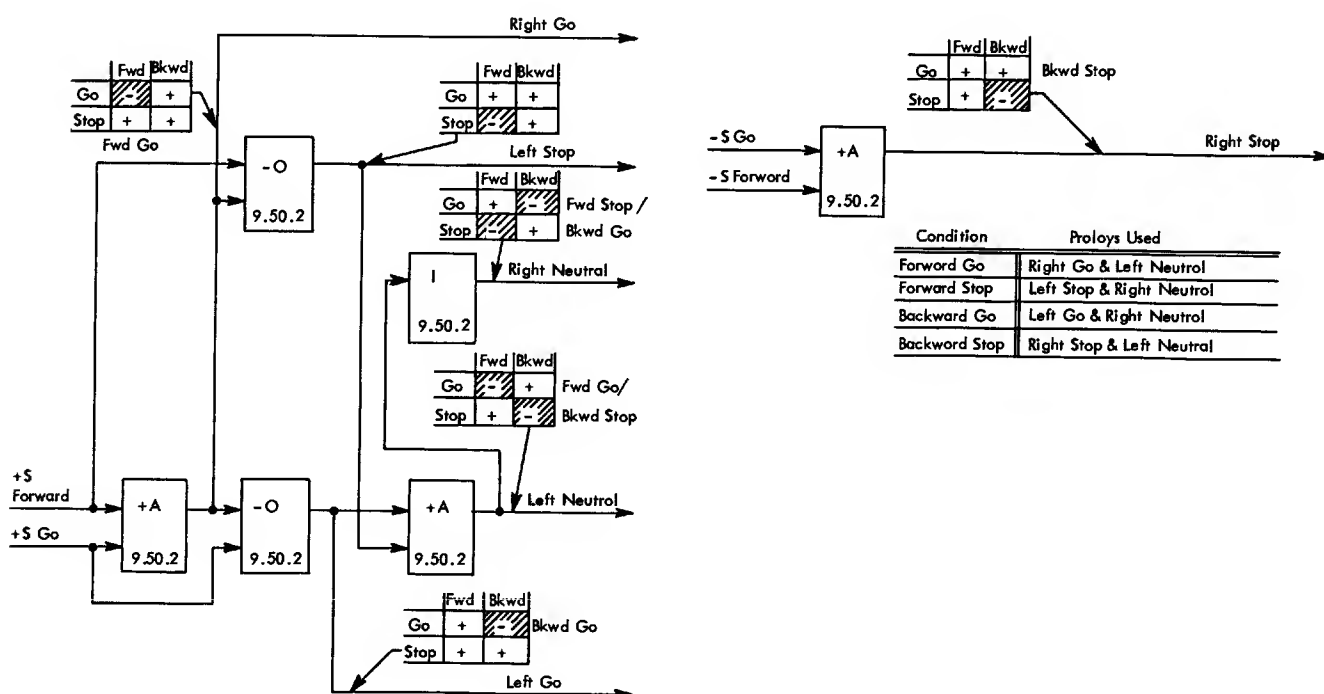 Right Go
Fwd Bkwd
Go - +
Stop + +
Fwd Go
Fwd Bkwd
Go + +
Stop - +
-O
9.50.2
Left Stop
Fwd Bkwd
Go + -
Stop - +
Fwd Stop /
Bkwd Go
I
9.50.2
Right Neutral
Fwd Bkwd
Go - +
Stop + -
Fwd Go/
Bkwd Stop
+S
Forward
+S Go
+A
9.50.2
-O
9.50.2
+A
9.50.2
Left Neutrol
Fwd Bkwd
Go + -
Stop + +
Bkwd Go
Left Go
Fwd Bkwd
Go + +
Stop + -
Bkwd Stop
-S Go
-S Forward
+A
9.50.2
Right Stop
Condition Proloys Used
Forward Go Right Go & Left Neutrol
Forward Stop Left Stop & Right Neutrol
Backward Go Left Go & Right Neutrol
Backword Stop Right Stop & Left Neutral